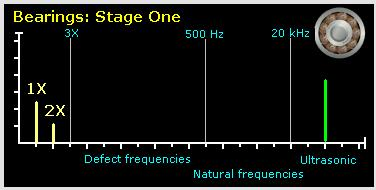 Bearings: Stage One
3X 500 Hz 20 kHz
1X
2X
Defect frequencies Ultrasonic
Natural frequencies